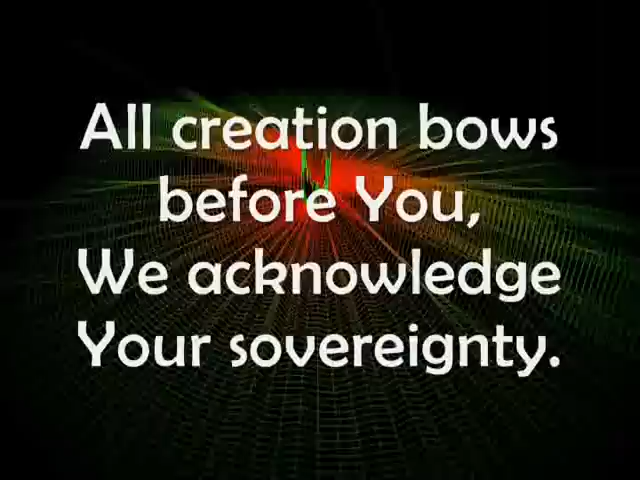 All creation bows
before You,
We acknowledge
Your sovereignty.